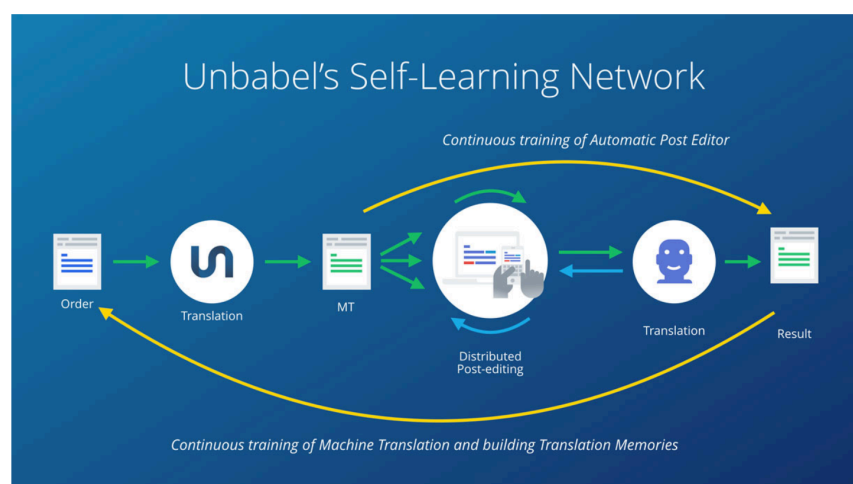 Unbabel's Self-Learning Network
Continuous training of Automatic Post Editor
Order
Translation
MT
Distributed
Post-editing
Translation
Result
Continuous training of Machine Translation and building Translation Memories